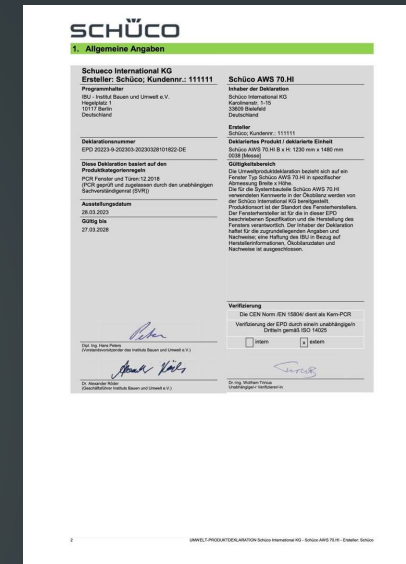 SCHÜCO
1. Allgemeine Angaben
Schueco International KG
Ersteller: Schüco; Kundennr.: 111111
Programmhalter
IBU - Institut Bauen und Umwelt e.V.
Hegelplatz 1
10117 Berlin
Deutschland
Deklarationsnummer
EPD 20223-9-202303-20230328101822-DE
Diese Deklaration basiert auf den
Produktkategorienregeln
PCR Fenster und Türen:12.2018
(PCR geprüft und zugelassen durch den unabhängigen
Sachverständigenrat (SVR))
Ausstellungsdatum
28.03.2023
Gültig bis
27.03.2028
Dipl. Ing. Hans Peters
(Vorstandsvorsitzender des Instituts Bauen und Umwelt e.V.)
Dr. Alexander Röder
(Geschäftsführer Instituts Bauen und Umwelt e.V.)
Schüco AWS 70.HI
Inhaber der Deklaration
Schüco International KG
Karolinenstr. 1-15
33609 Bielefeld
Deutschland
Ersteller
Schüco; Kundennr.: 111111
Deklariertes Produkt / deklarierte Einheit
Schüco AWS 70.HI B x H: 1230 mm x 1480 mm
0038 [Messe]
Gültigkeitsbereich
Die Umweltproduktdeklaration bezieht sich auf ein
Fenster Typ Schüco AWS 70.HI in spezifischer
Abmessung Breite x Höhe.
Die für die Systembauteile Schüco AWS 70.HI
verwendeten Kennwerte in der Ökobilanz werden von
der Schüco International KG bereitgestellt.
Produktionsort ist der Standort des Fensterherstellers.
Der Fensterhersteller ist für die in dieser EPD
beschriebenen Spezifikation und die Herstellung des
Fensters verantwortlich. Der Inhaber der Deklaration
haftet für die zugrundeliegenden Angaben und
Nachweise; eine Haftung des IBU in Bezug auf
Herstellerinformationen, Ökobilanzdaten und
Nachweise ist ausgeschlossen.
Verifizierung
Die CEN Norm /EN 15804/ dient als Kern-PCR
Verifizierung der EPD durch eine/n unabhängige/n
Dritte/n gemäß ISO 14025
intern x extern
Dr.-Ing. Wolfram Trinius
Unabhängige/-r Verifizierer/-in
2 UMWELT-PRODUKTDEKLARATION Schüco International KG - Schüco AWS 70.HI - Ersteller: Schüco